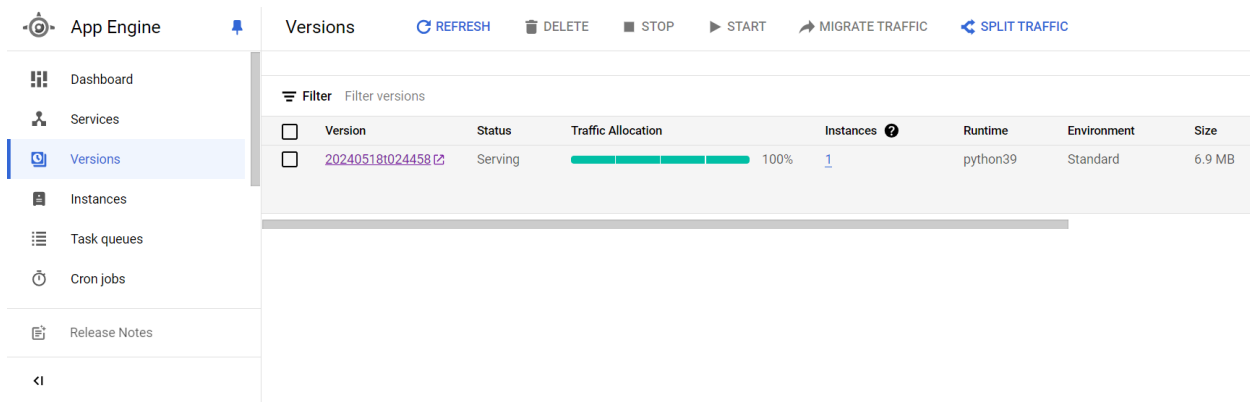 App Engine
Versions REFRESH DELETE STOP START MIGRATE TRAFFIC SPLIT TRAFFIC
Dashboard
Services
Versions
Instances
Task queues
Cron jobs
Release Notes
Filter Filter versions
Version Status Traffic Allocation Instances ? Runtime Environment Size
20240518t024458 Serving 100% 1 python39 Standard 6.9 MB